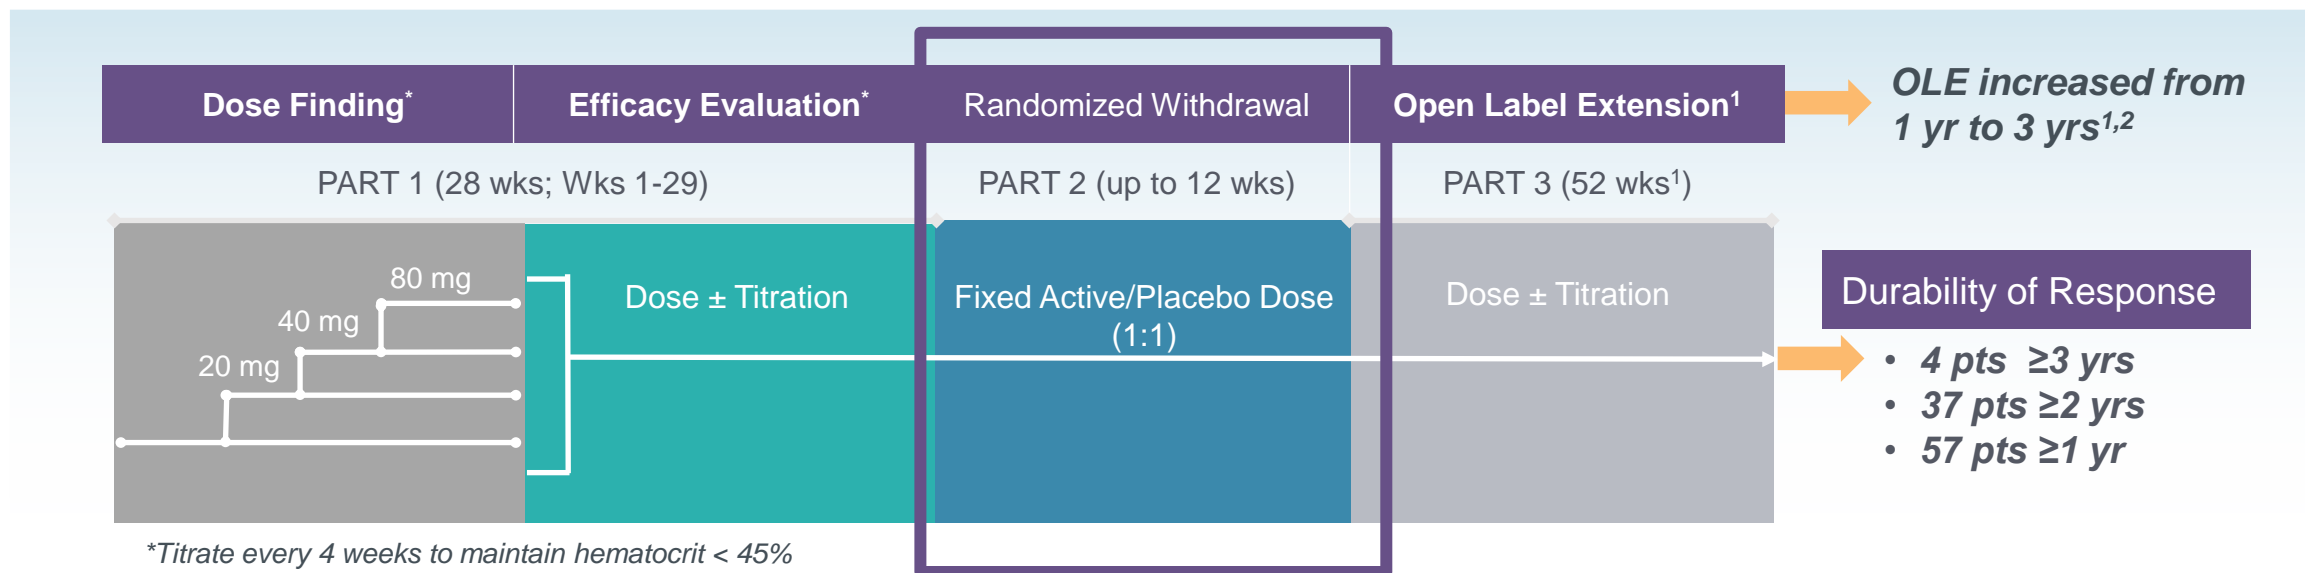 Dose Finding*
Efficacy Evaluation*
Randomized Withdrawal
Open Label Extension1
OLE increased from
1 yr to 3 yrs1,2
PART 1 (28 wks; Wks 1-29)
PART 2 (up to 12 wks)
PART 3 (52 wks1)
80 mg
40 mg
20 mg
Dose ± Titration
Fixed Active/Placebo Dose
(1:1)
Dose ± Titration
Durability of Response
• 4 pts ≥3 yrs
• 37 pts ≥2 yrs
• 57 pts ≥1 yr
*Titrate every 4 weeks to maintain hematocrit < 45%